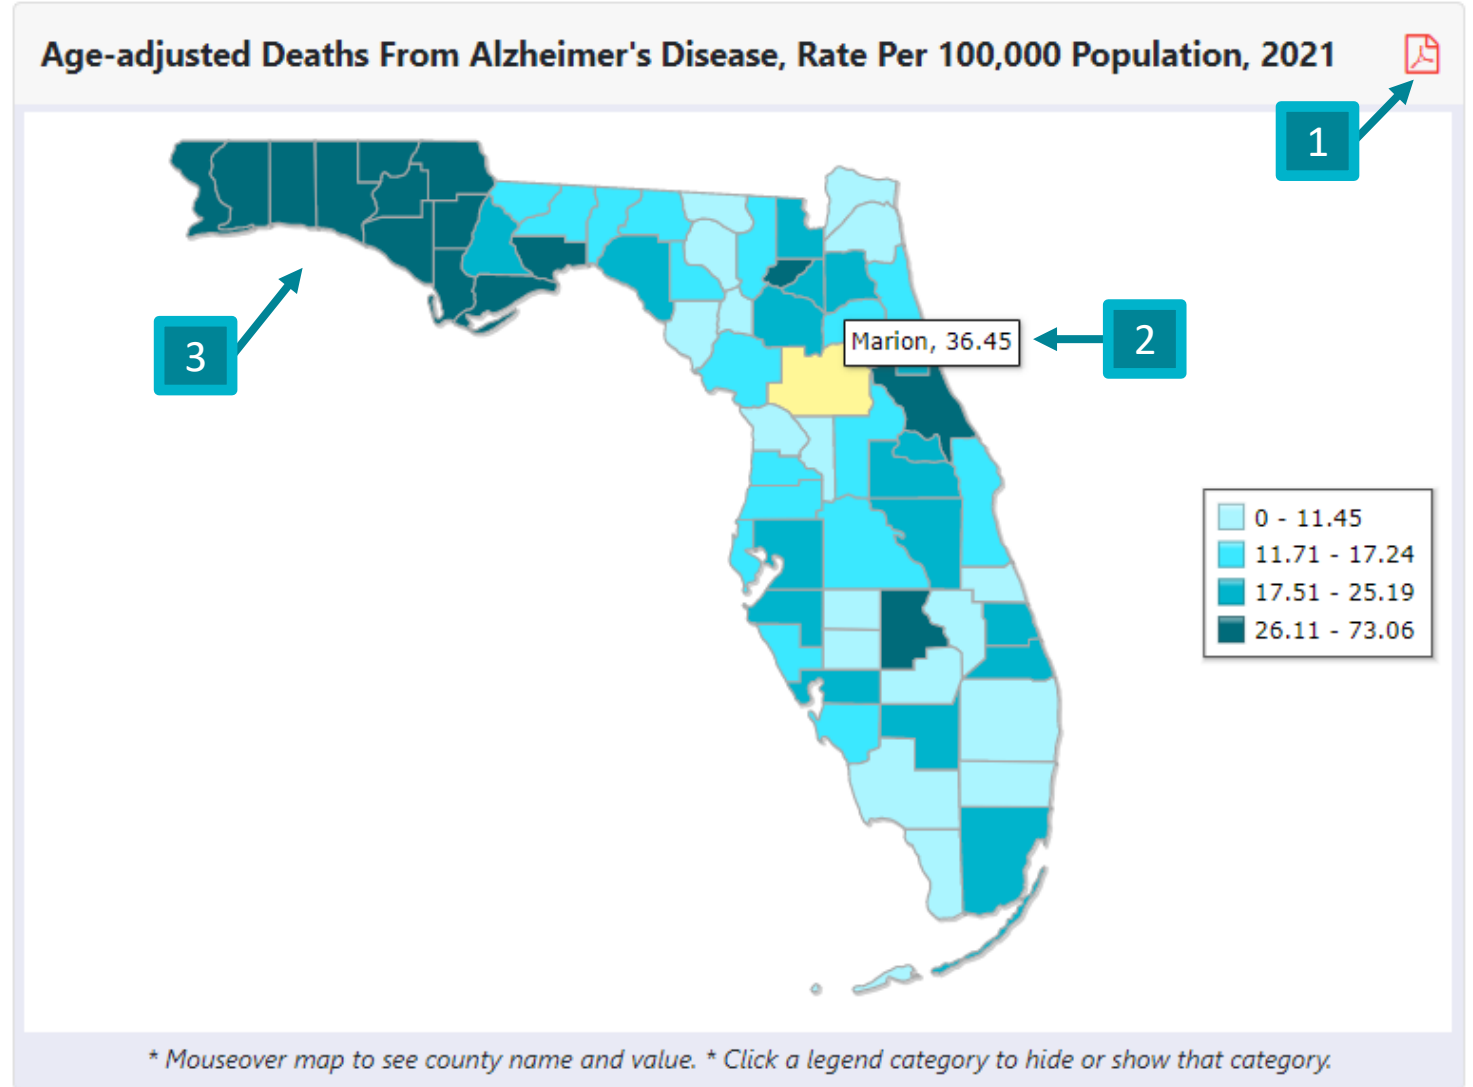 Age-adjusted Deaths From Alzheimer's Disease, Rate Per 100,000 Population, 2021
1
2
Marion, 36.45
3
0 - 11.45
11.71 - 17.24
17.51 - 25.19
26.11 - 73.06
* Mouseover map to see county name and value. * Click a legend category to hide or show that category.